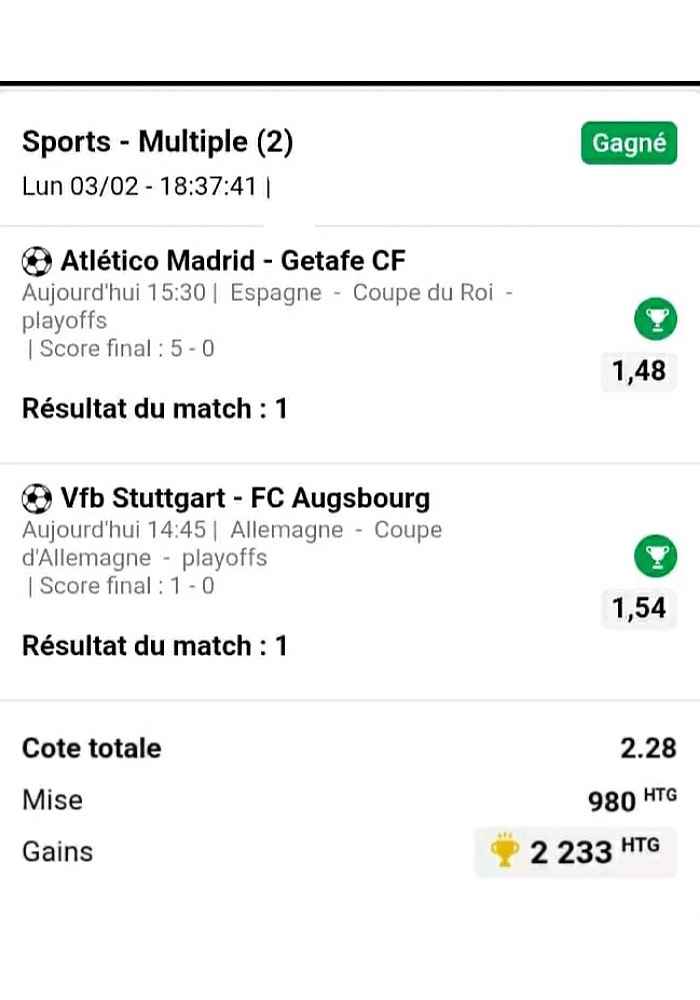 Sports - Multiple (2)
Gagné
Lun 03/02 - 18:37:41 |
Atlético Madrid - Getafe CF
Aujourd'hui 15:30 | Espagne - Coupe du Roi -
playoffs
| Score final : 5 - 0
1,48
Résultat du match : 1
Vfb Stuttgart - FC Augsbourg
Aujourd'hui 14:45 | Allemagne - Coupe
d'Allemagne - playoffs
| Score final : 1 - 0
1,54
Résultat du match : 1
Cote totale 2.28
Mise 980 HTG
Gains 2 233 HTG